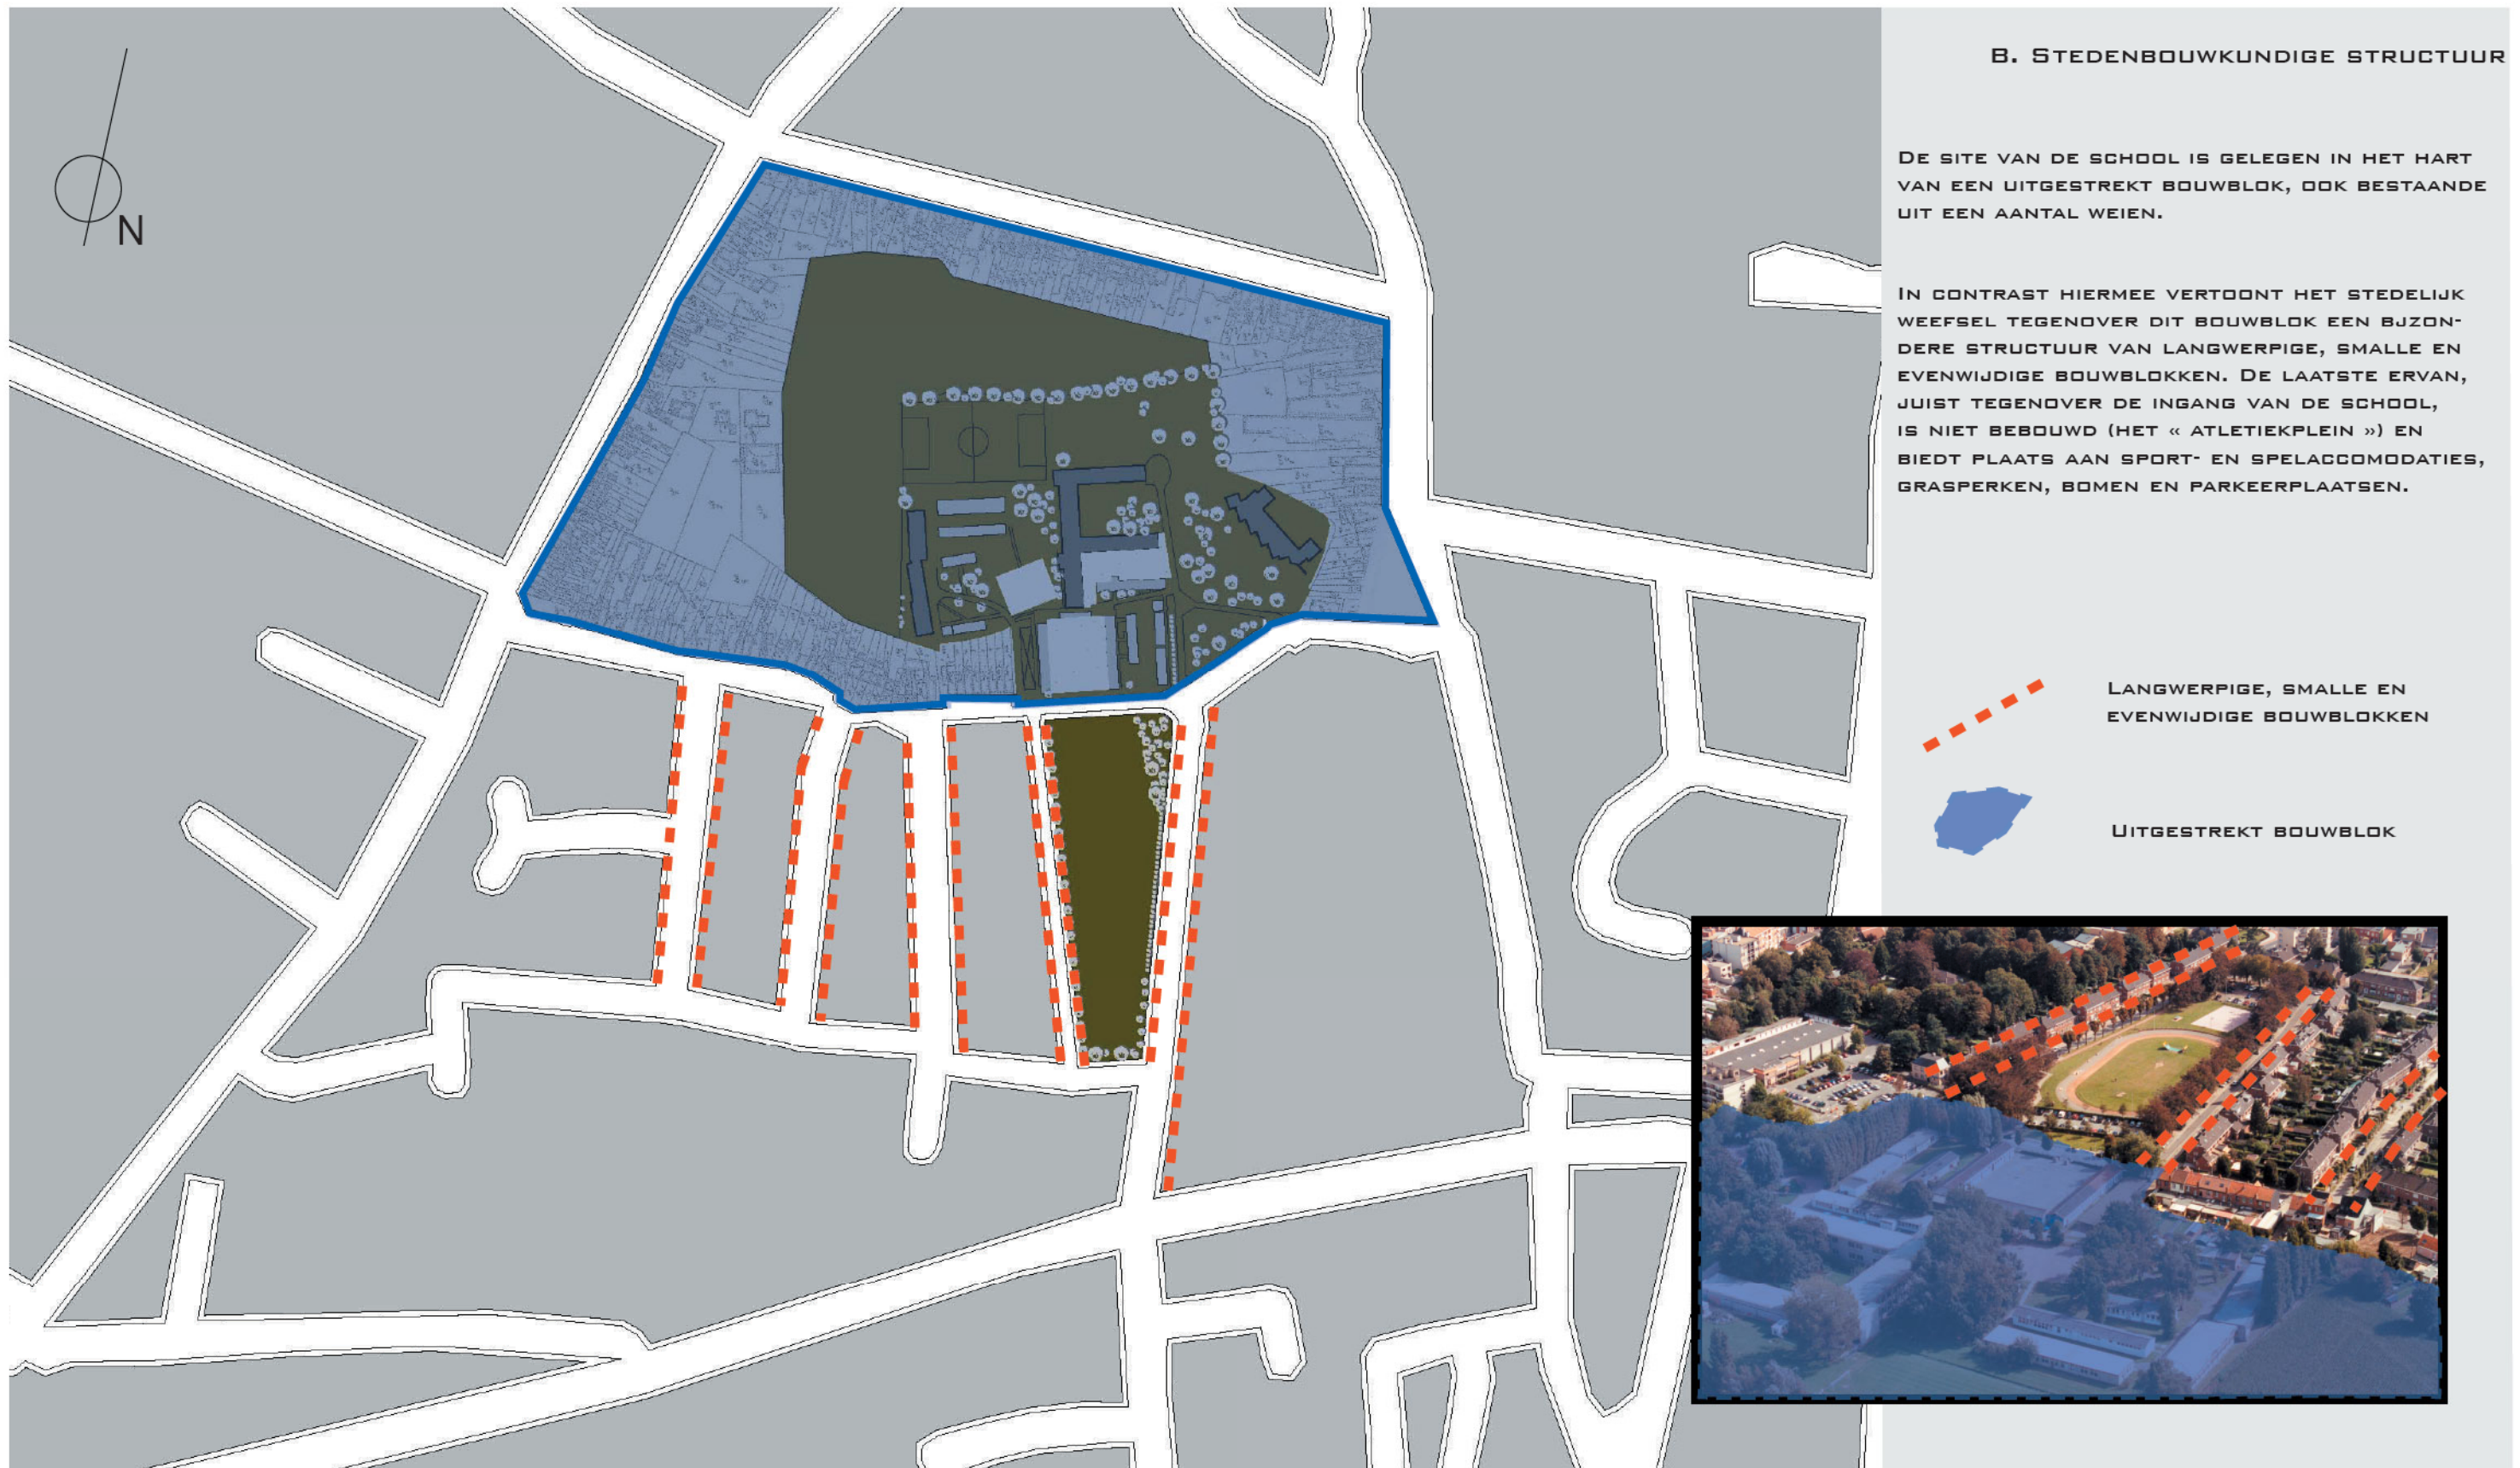 N
B. STEDENBOUWKUNDIGE STRUCTUUR
DE SITE VAN DE SCHOOL IS GELEGEN IN HET HART
VAN EEN UITGESTREKT BOUWBLOK, OOK BESTAANDE
UIT EEN AANTAL WEIEN.
IN CONTRAST HIERMEE VERTOONT HET STEDELIJK
WEEFSEL TEGENOVER DIT BOUWBLOK EEN BJZON-
DERE STRUCTUUR VAN LANGWERPIGE, SMALLE EN
EVENWIJDIGE BOUWBLOKKEN. DE LAATSTE ERVAN,
JUIST TEGENOVER DE INGANG VAN DE SCHOOL,
IS NIET BEBOUWD (HET « ATLETIEKPLEIN ») EN
BIEDT PLAATS AAN SPORT- EN SPELACCOMODATIES,
GRASPERKEN, BOMEN EN PARKEERPLAATSEN.
LANGWERPIGE, SMALLE EN
EVENWIJDIGE BOUWBLOKKEN
UITGESTREKT BOUWBLOK